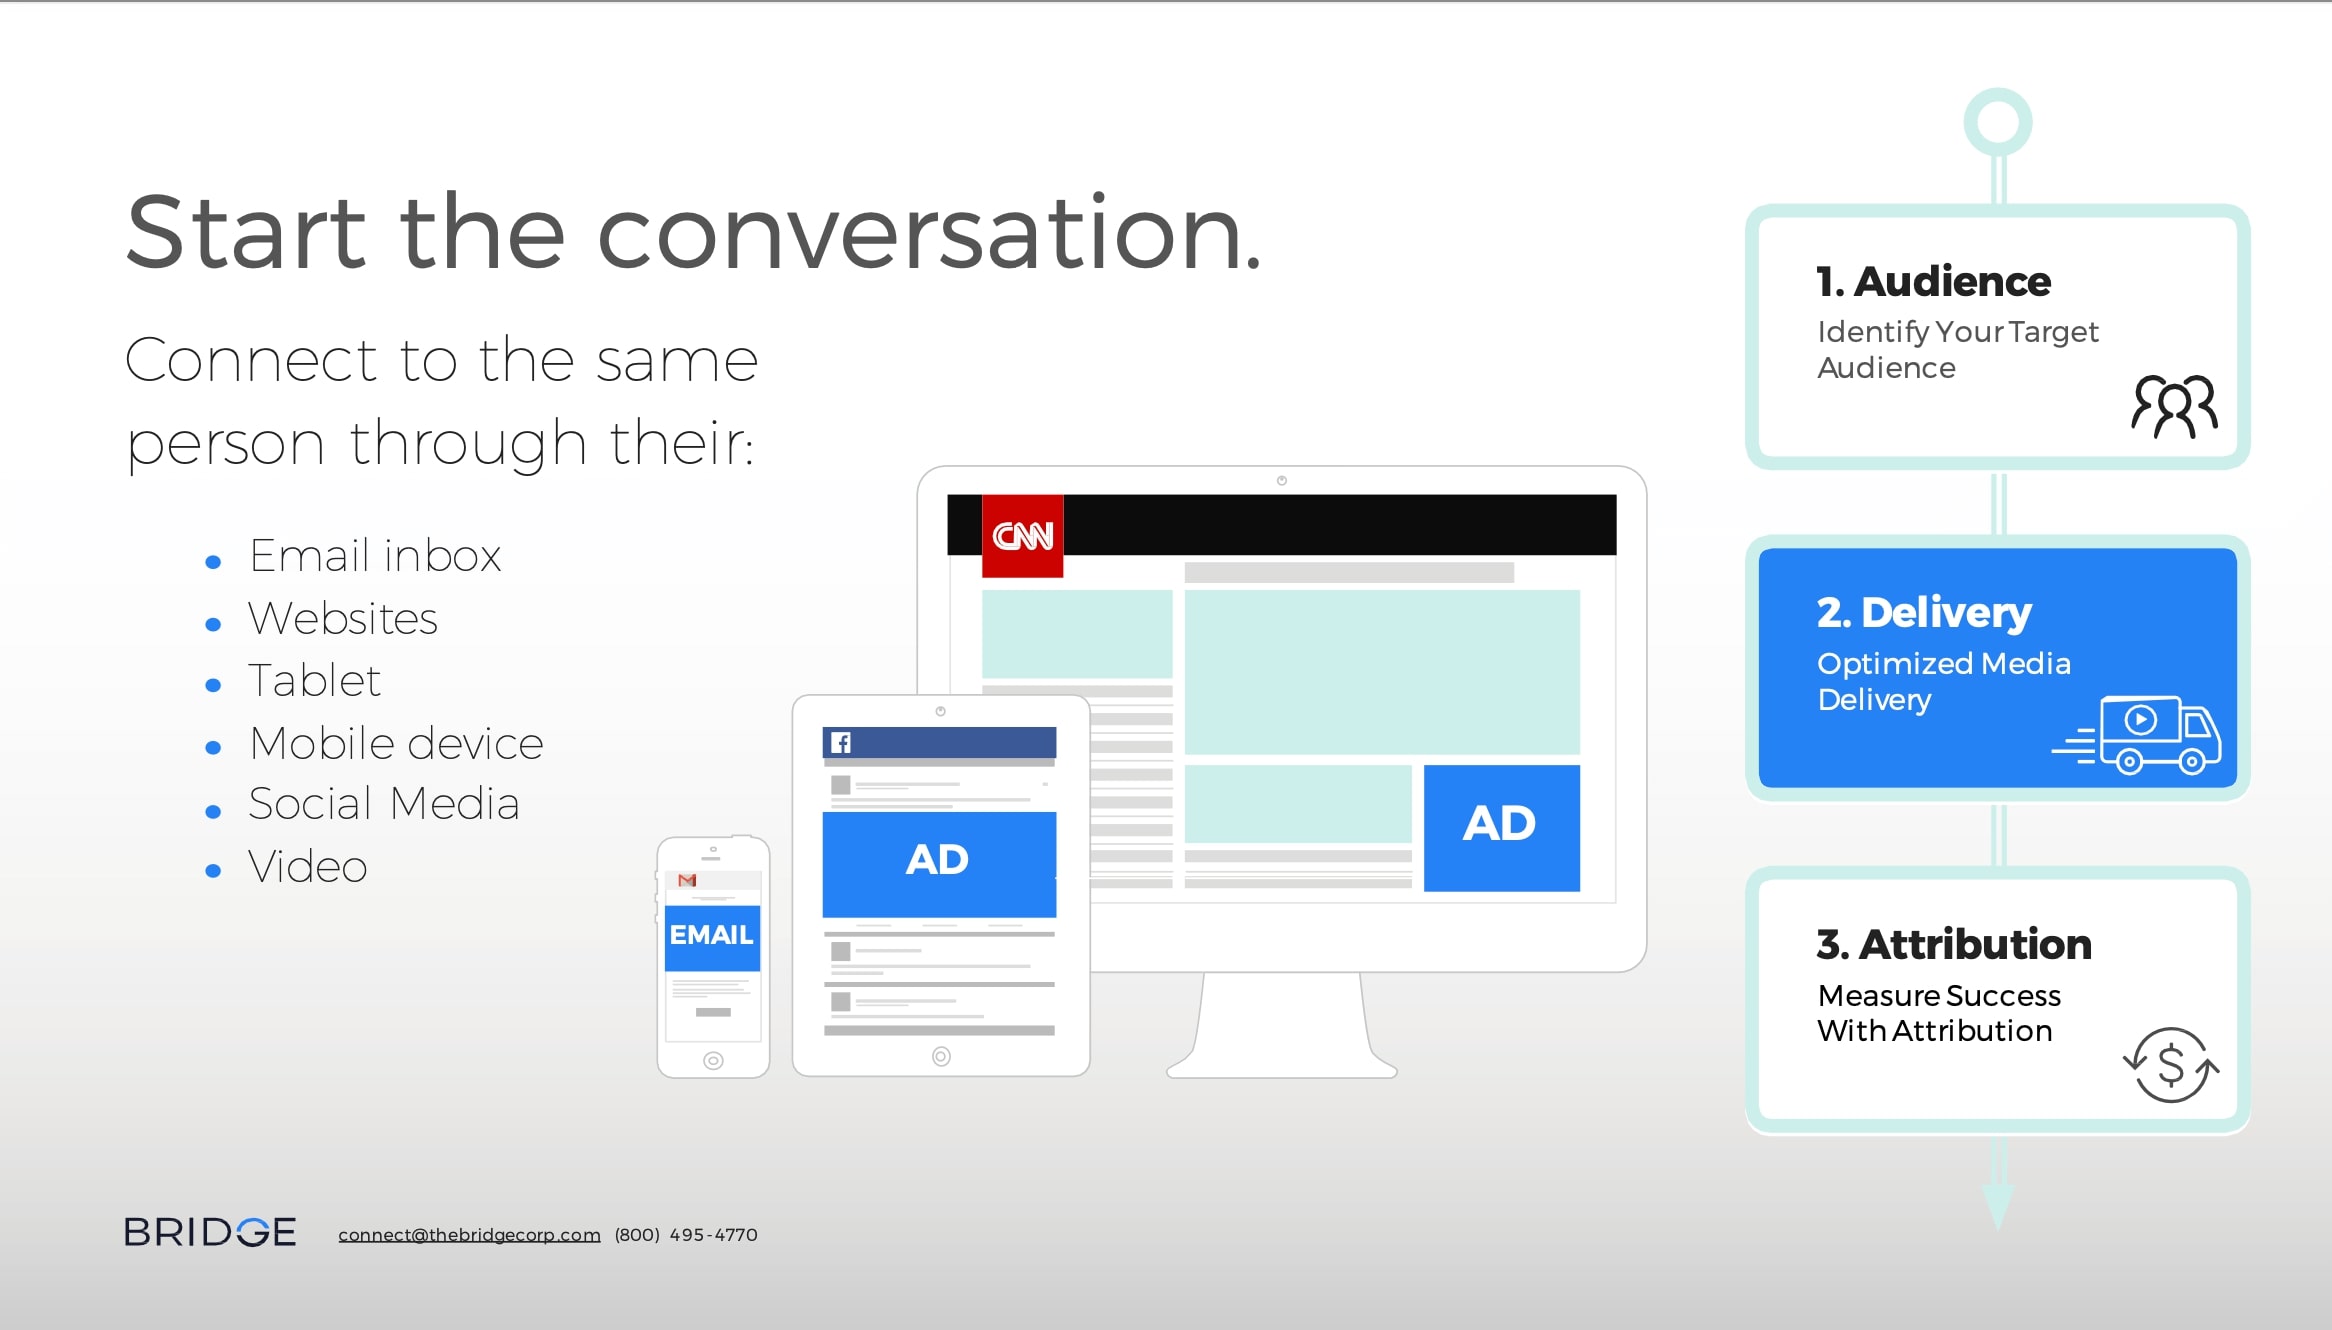 Start the conversation.
Connect to the same
person through their:
Email inbox
Websites
Tablet
Mobile device
Social Media
Video
EMAIL
AD
CNN
AD
1. Audience
Identify Your Target
Audience
2. Delivery
Optimized Media
Delivery
3. Attribution
Measure Success
With Attribution
$
BRIDGE
connect@thebridgecorp.com (800) 495-4770